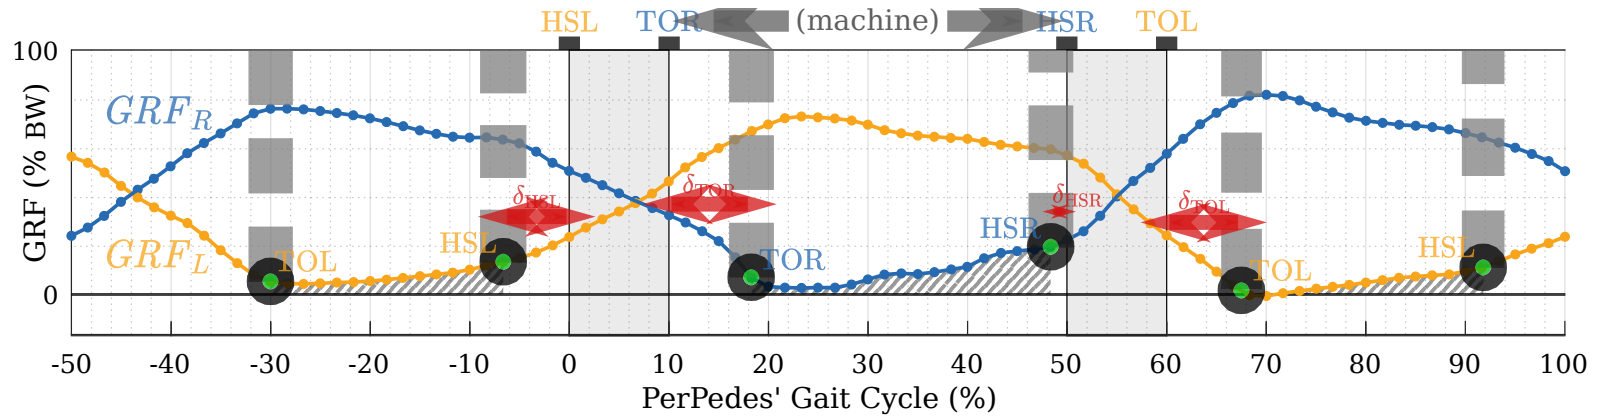 HSL TOR (machine) HSR TOL
100
GRF_R
GRF_L
GRF (% BW)
0
TOL HSL TOR HSR TOL HSL
δ_HSL δ_TOR δ_HSR δ_TOL
-50 -40 -30 -20 -10 0 10 20 30 40 50 60 70 80 90 100
PerPedes' Gait Cycle (%)